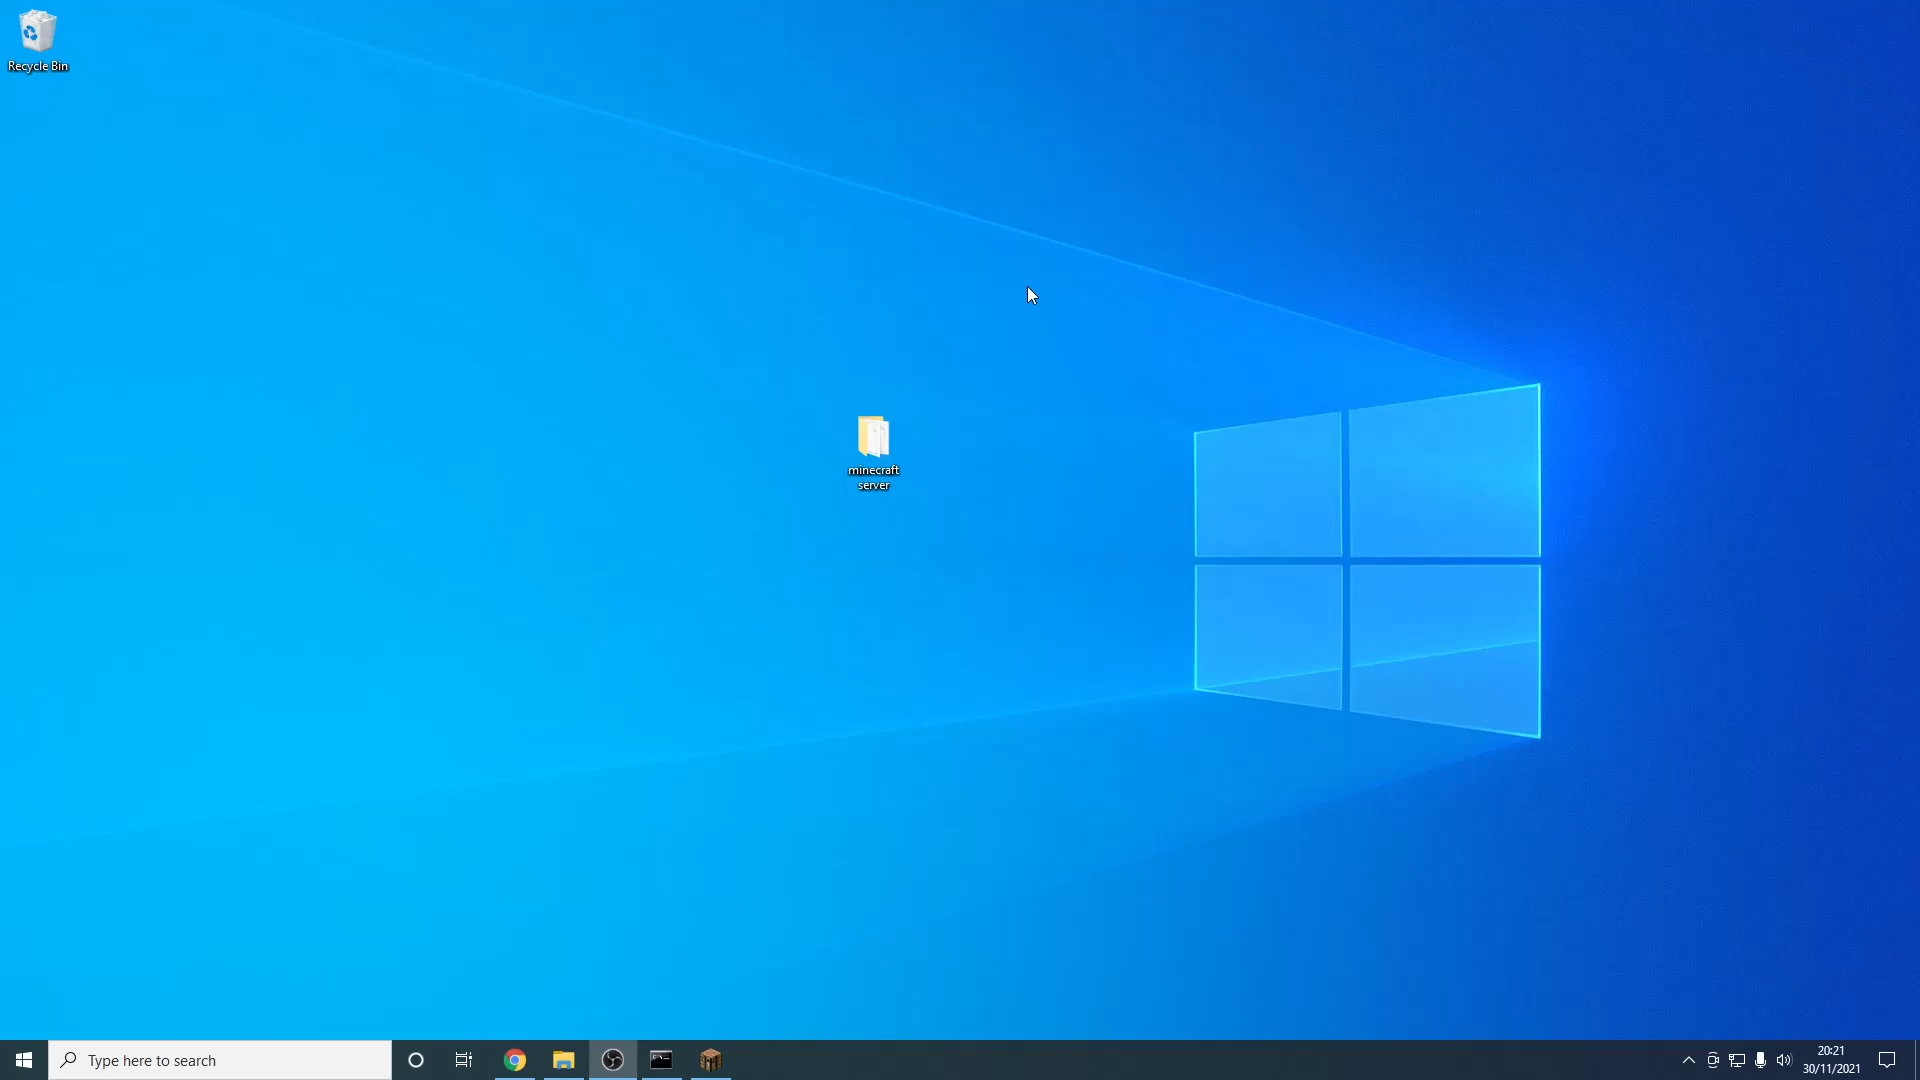 Recycle Bin
minecraft
server
Type here to search
20:21
30/11/2021